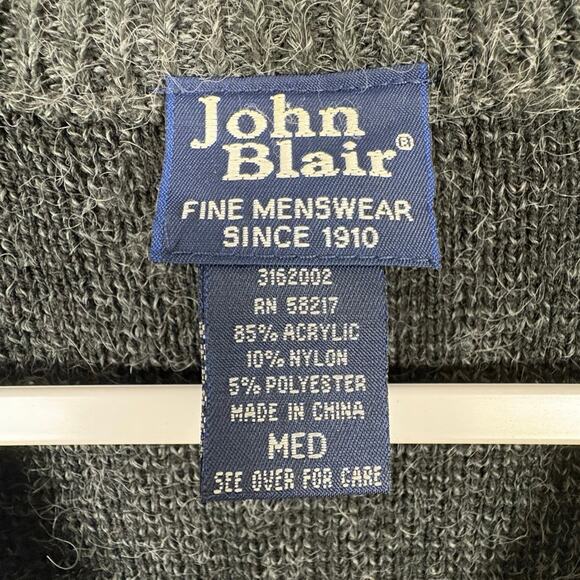 John
Blair®
FINE MENSWEAR
SINCE 1910
3162002
RN 58217
85% ACRYLIC
10% NYLON
5% POLYESTER
MADE IN CHINA
MED
SEE OVER FOR CARE